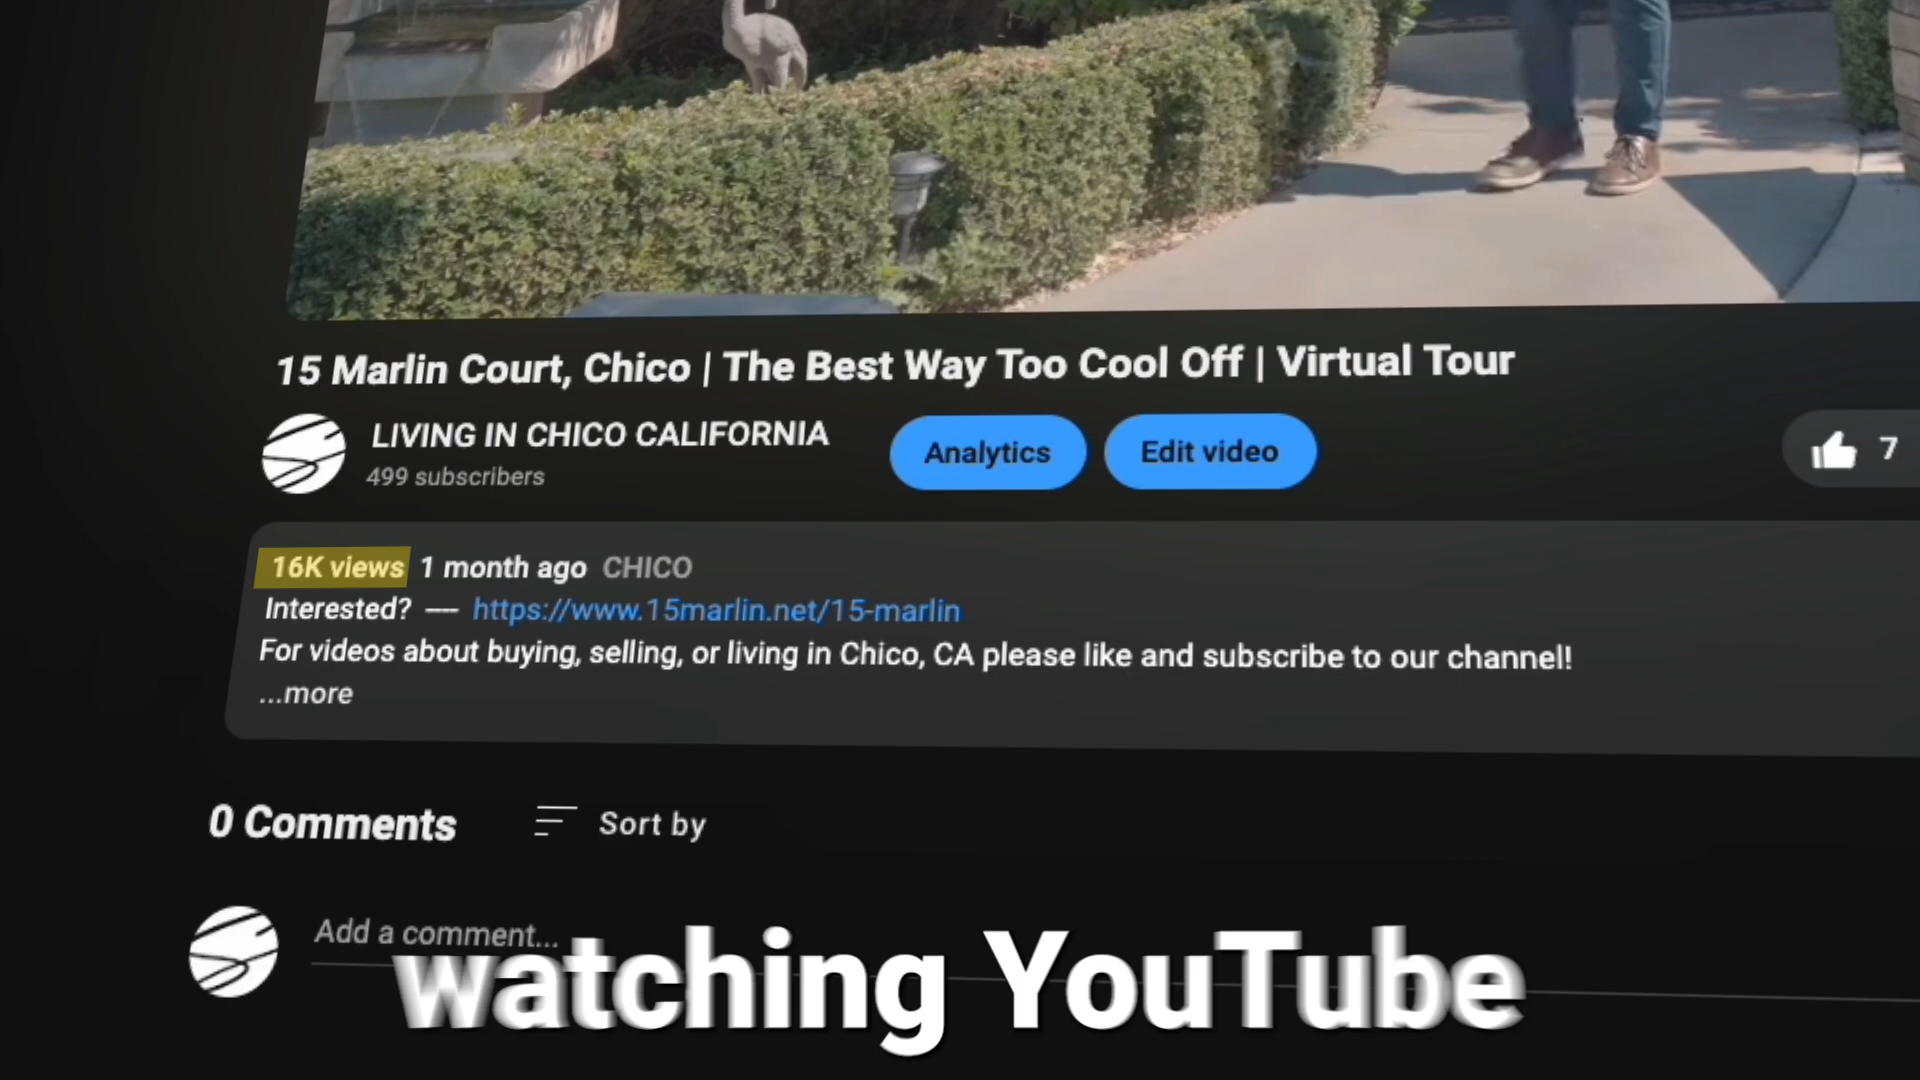 15 Marlin Court, Chico | The Best Way Too Cool Off | Virtual Tour
LIVING IN CHICO CALIFORNIA
499 subscribers
Analytics
Edit video
7
16K views 1 month ago CHICO
Interested? — https://www.15marlin.net/15-marlin
For videos about buying, selling, or living in Chico, CA please like and subscribe to our channel!
...more
0 Comments
Sort by
Add a comment...
watching YouTube